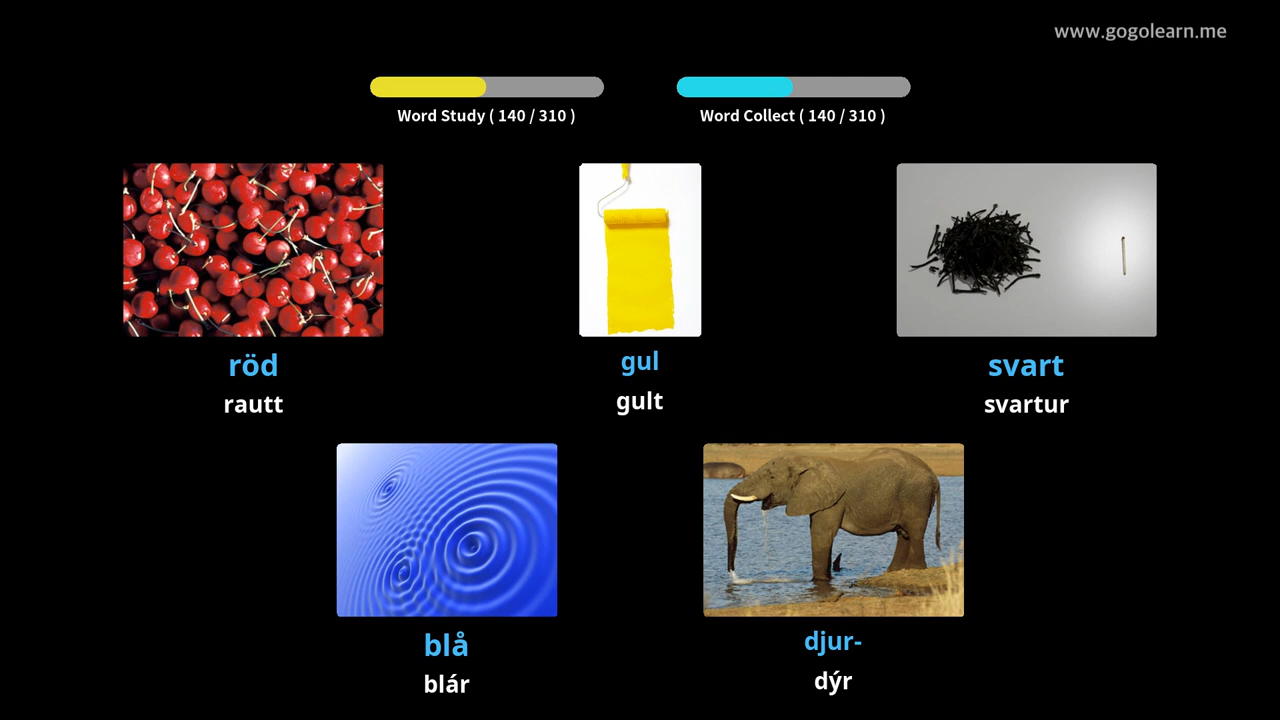 www.gogolearn.me
Word Study ( 140 / 310 )
Word Collect ( 140 / 310 )
röd
rautt
gul
gult
svart
svartur
blå
blár
djur-
dýr